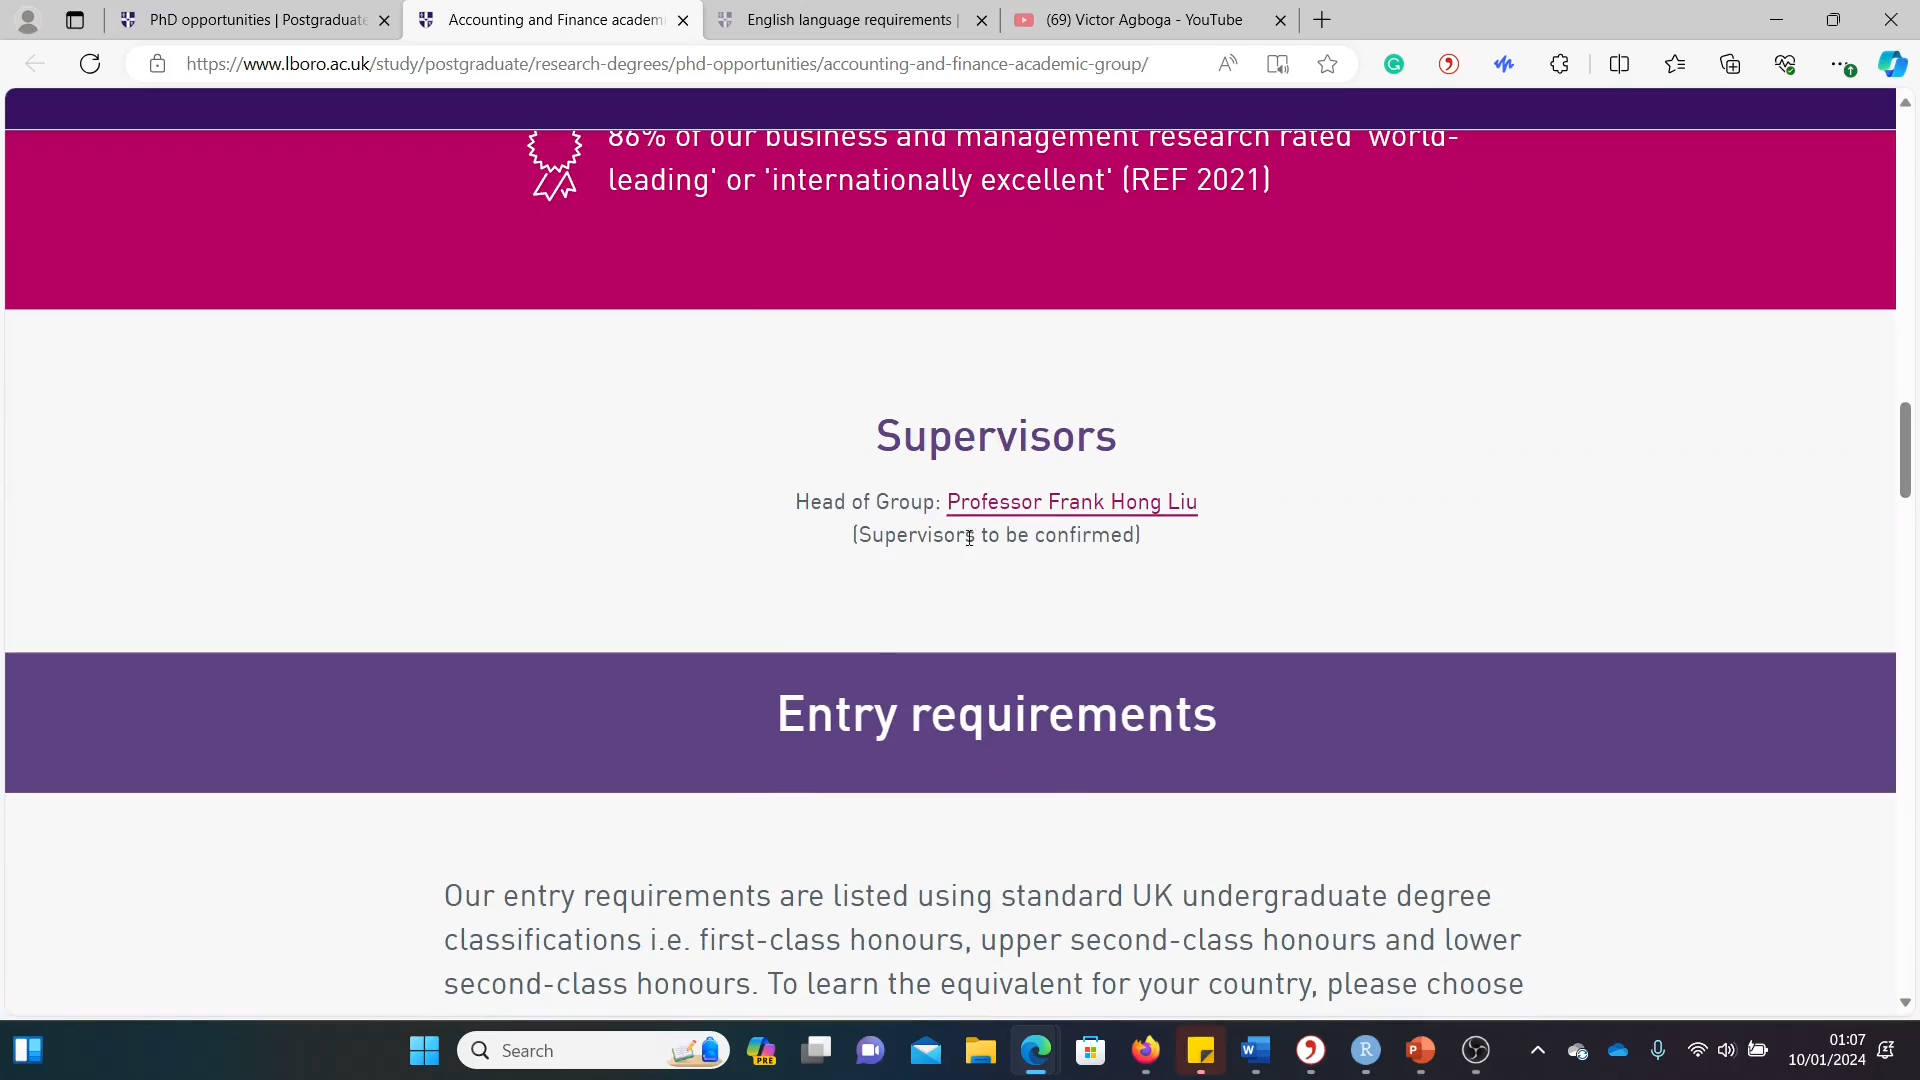 PhD opportunities | Postgraduate
Accounting and Finance academ
English language requirements |
(69) Victor Agboga - YouTube
https://www.lboro.ac.uk/study/postgraduate/research-degrees/phd-opportunities/accounting-and-finance-academic-group/
86% of our business and management research rated 'world-
leading' or 'internationally excellent' (REF 2021)
Supervisors
Head of Group: Professor Frank Hong Liu
(Supervisors to be confirmed)
Entry requirements
Our entry requirements are listed using standard UK undergraduate degree
classifications i.e. first-class honours, upper second-class honours and lower
second-class honours. To learn the equivalent for your country, please choose
Search
PRE
01:07
10/01/2024